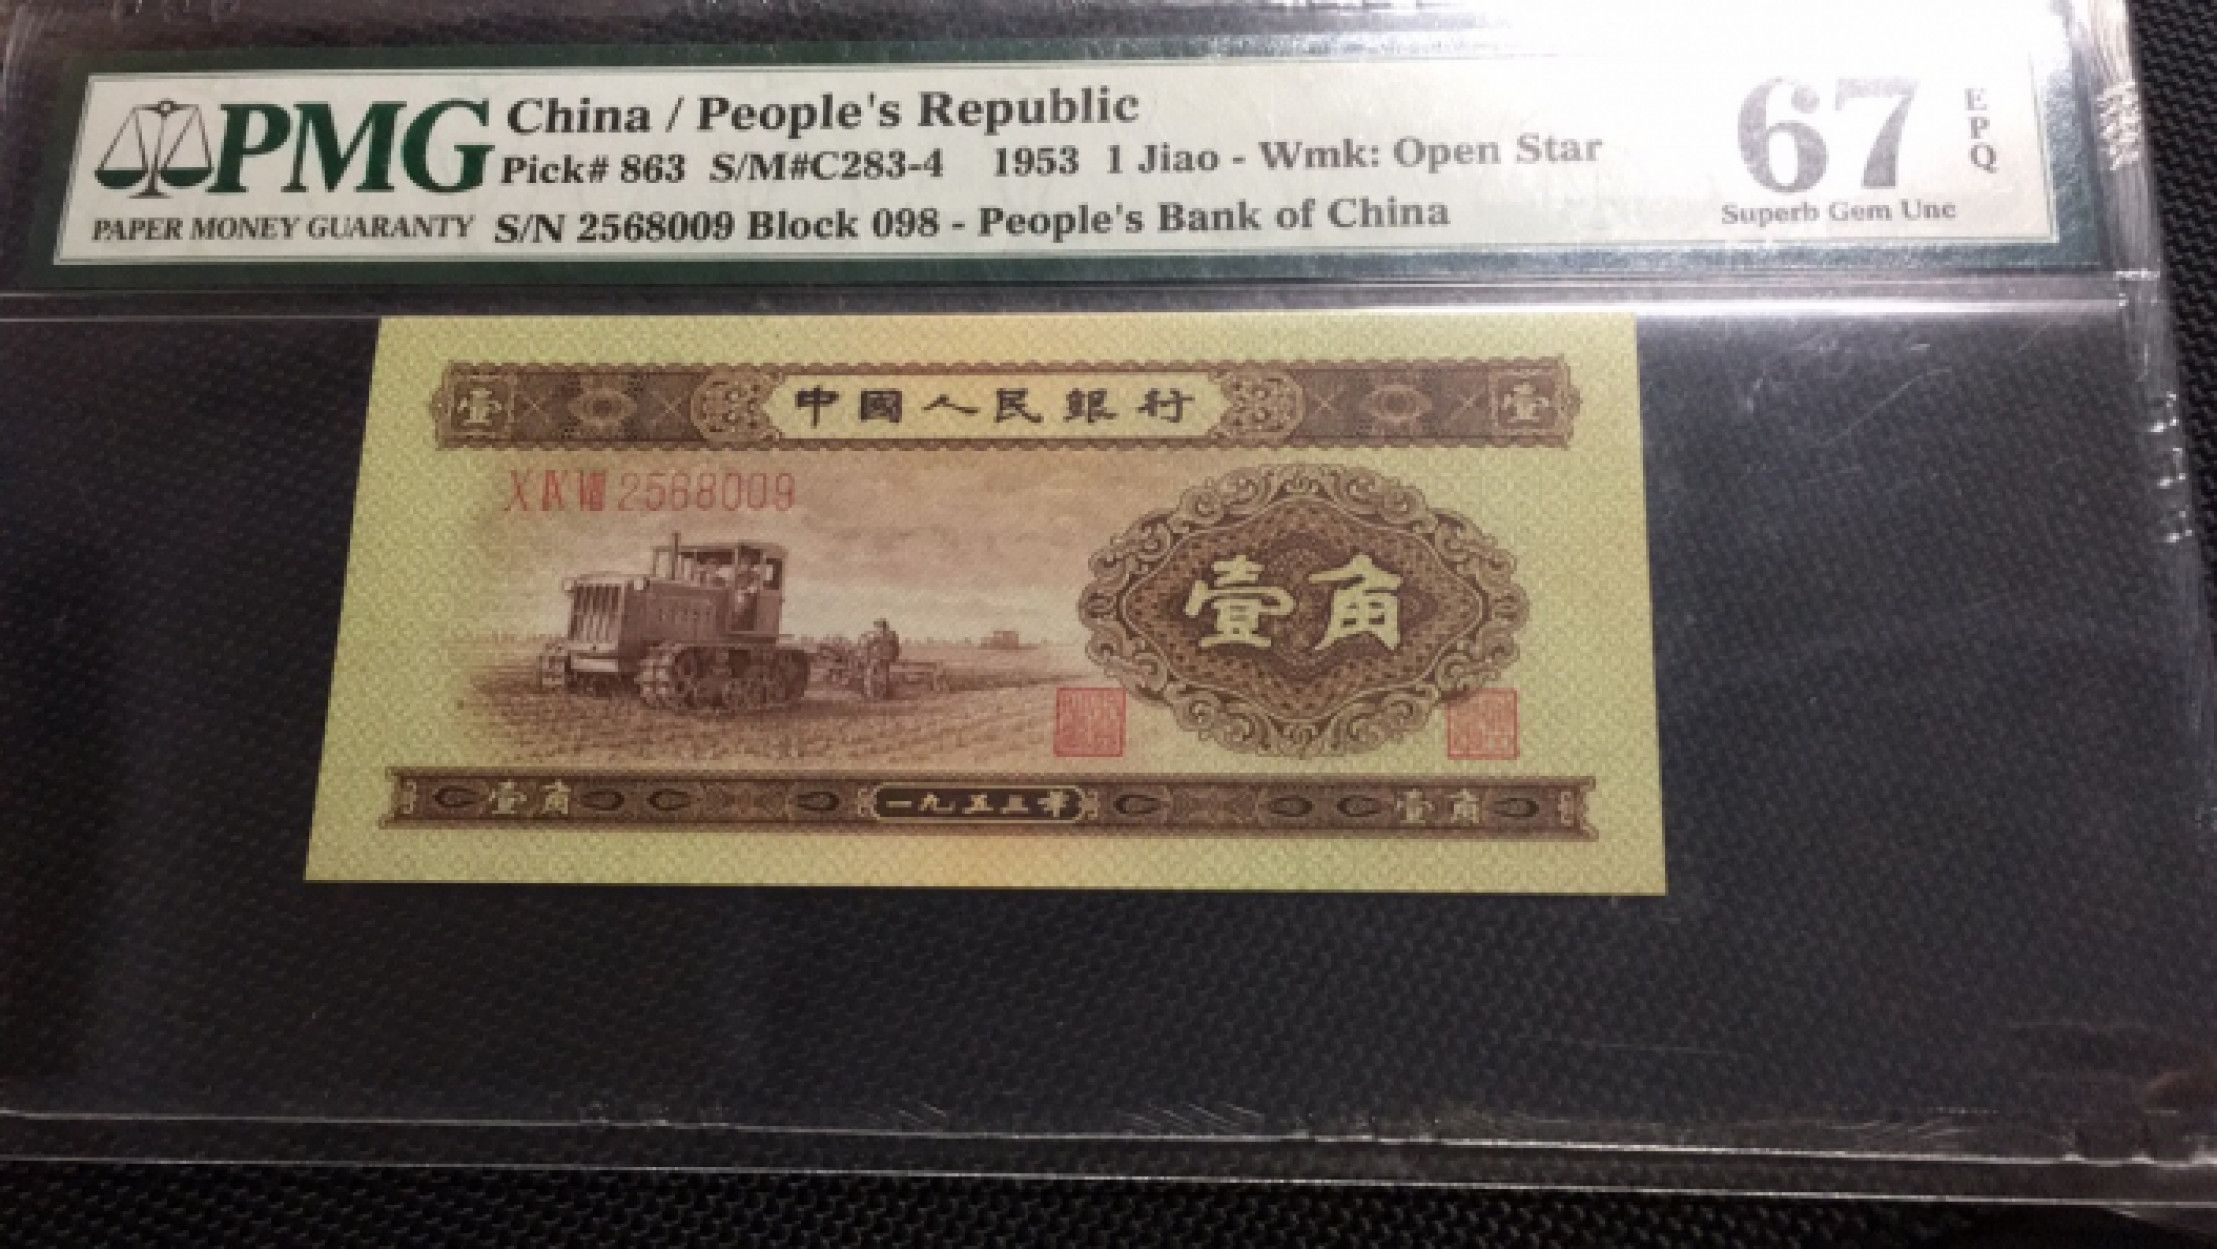 PMG
PAPER MONEY GUARANTY
China / People's Republic
Pick# 863 S/M#C283-4 1953 1 Jiao - Wmk: Open Star
S/N 2568009 Block 098 - People's Bank of China
67
EPQ
Superb Gem Unc
壹 中國人民銀行 壹
X IX VIII 2568009
壹角
壹角 一九五三年 壹角